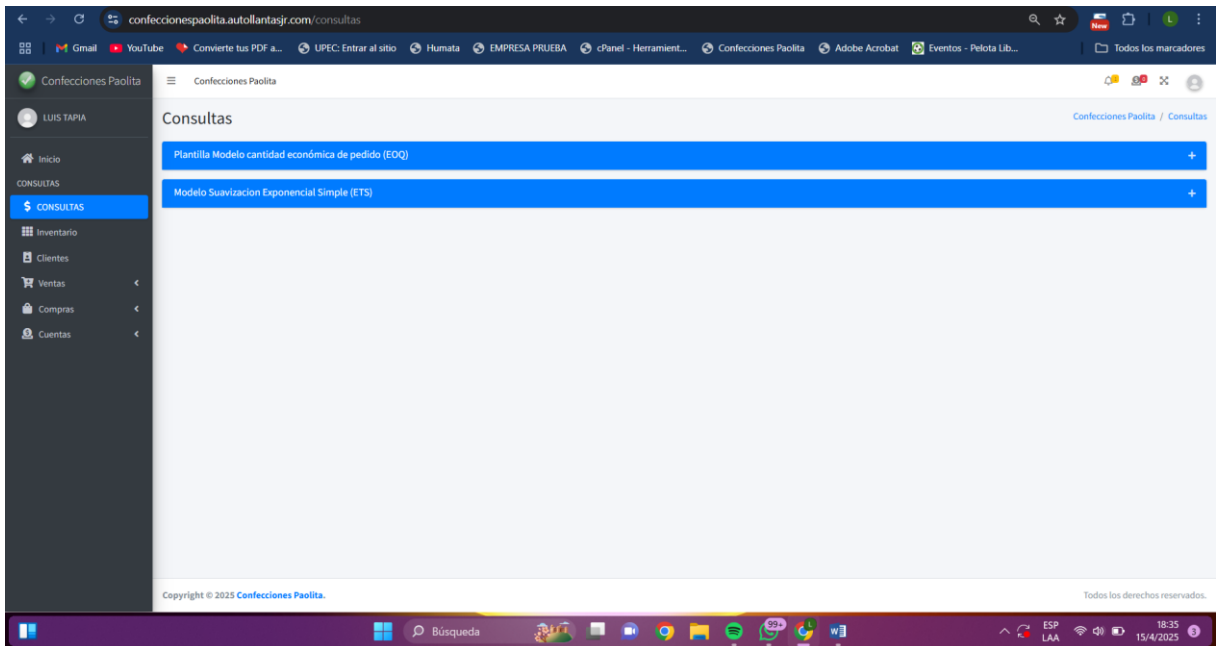 confeccionespaolita.autollantasjr.com/consultas
New
L
Gmail
YouTube
Convierte tus PDF a...
UPEC: Entrar al sitio
Humata
EMPRESA PRUEBA
cPanel - Herramient...
Confecciones Paolita
Adobe Acrobat
Eventos - Pelota Lib...
Todos los marcadores
Confecciones Paolita
Confecciones Paolita
LUIS TAPIA
Consultas
Confecciones Paolita / Consultas
Inicio
Plantilla Modelo cantidad económica de pedido (EOQ)
CONSULTAS
Modelo Suavizacion Exponencial Simple (ETS)
$ CONSULTAS
Inventario
Clientes
Ventas
Compras
Cuentas
Copyright © 2025 Confecciones Paolita.
Todos los derechos reservados.
Búsqueda
99+
ESP
LAA
18:35
15/4/2025
3